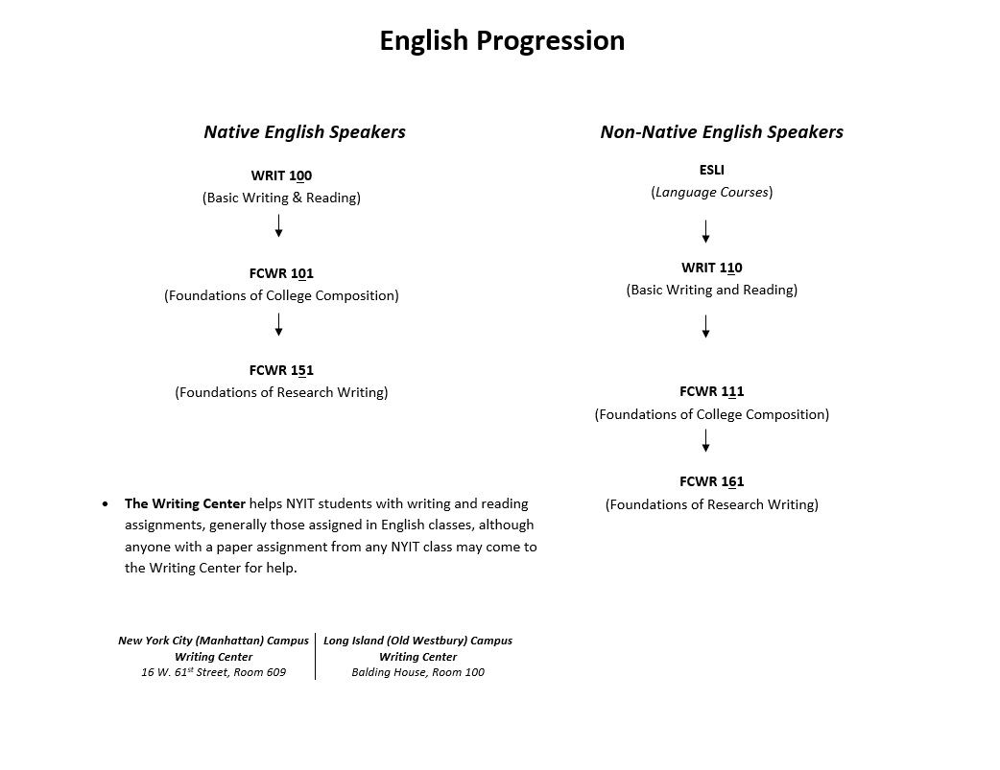 English Progression
Native English Speakers
WRIT 100
(Basic Writing & Reading)
FCWR 101
(Foundations of College Composition)
FCWR 151
(Foundations of Research Writing)
Non-Native English Speakers
ESLI
(Language Courses)
WRIT 110
(Basic Writing and Reading)
FCWR 111
(Foundations of College Composition)
FCWR 161
(Foundations of Research Writing)
• The Writing Center helps NYIT students with writing and reading
assignments, generally those assigned in English classes, although
anyone with a paper assignment from any NYIT class may come to
the Writing Center for help.
New York City (Manhattan) Campus
Writing Center
16 W. 61st Street, Room 609
Long Island (Old Westbury) Campus
Writing Center
Balding House, Room 100